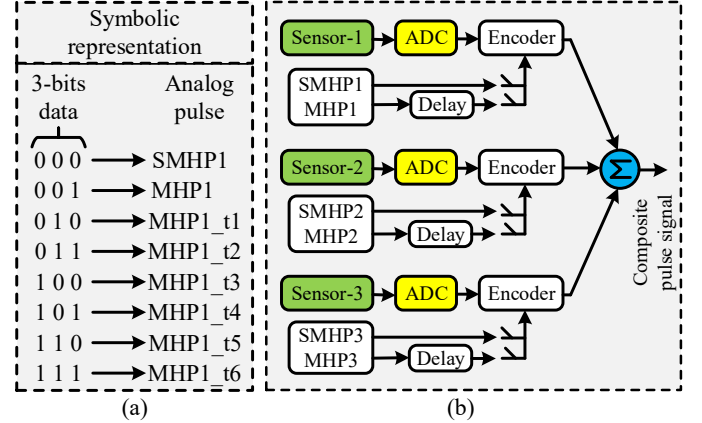 Symbolic
representation
3-bits
data
Analog
pulse
0 0 0 SMHP1
0 0 1 MHP1
0 1 0 MHP1_t1
0 1 1 MHP1_t2
1 0 0 MHP1_t3
1 0 1 MHP1_t4
1 1 0 MHP1_t5
1 1 1 MHP1_t6
(a)
Sensor-1 ADC Encoder
SMHP1
MHP1 Delay
Sensor-2 ADC Encoder
SMHP2
MHP2 Delay
Sensor-3 ADC Encoder
SMHP3
MHP3 Delay
Σ
Composite
pulse signal
(b)